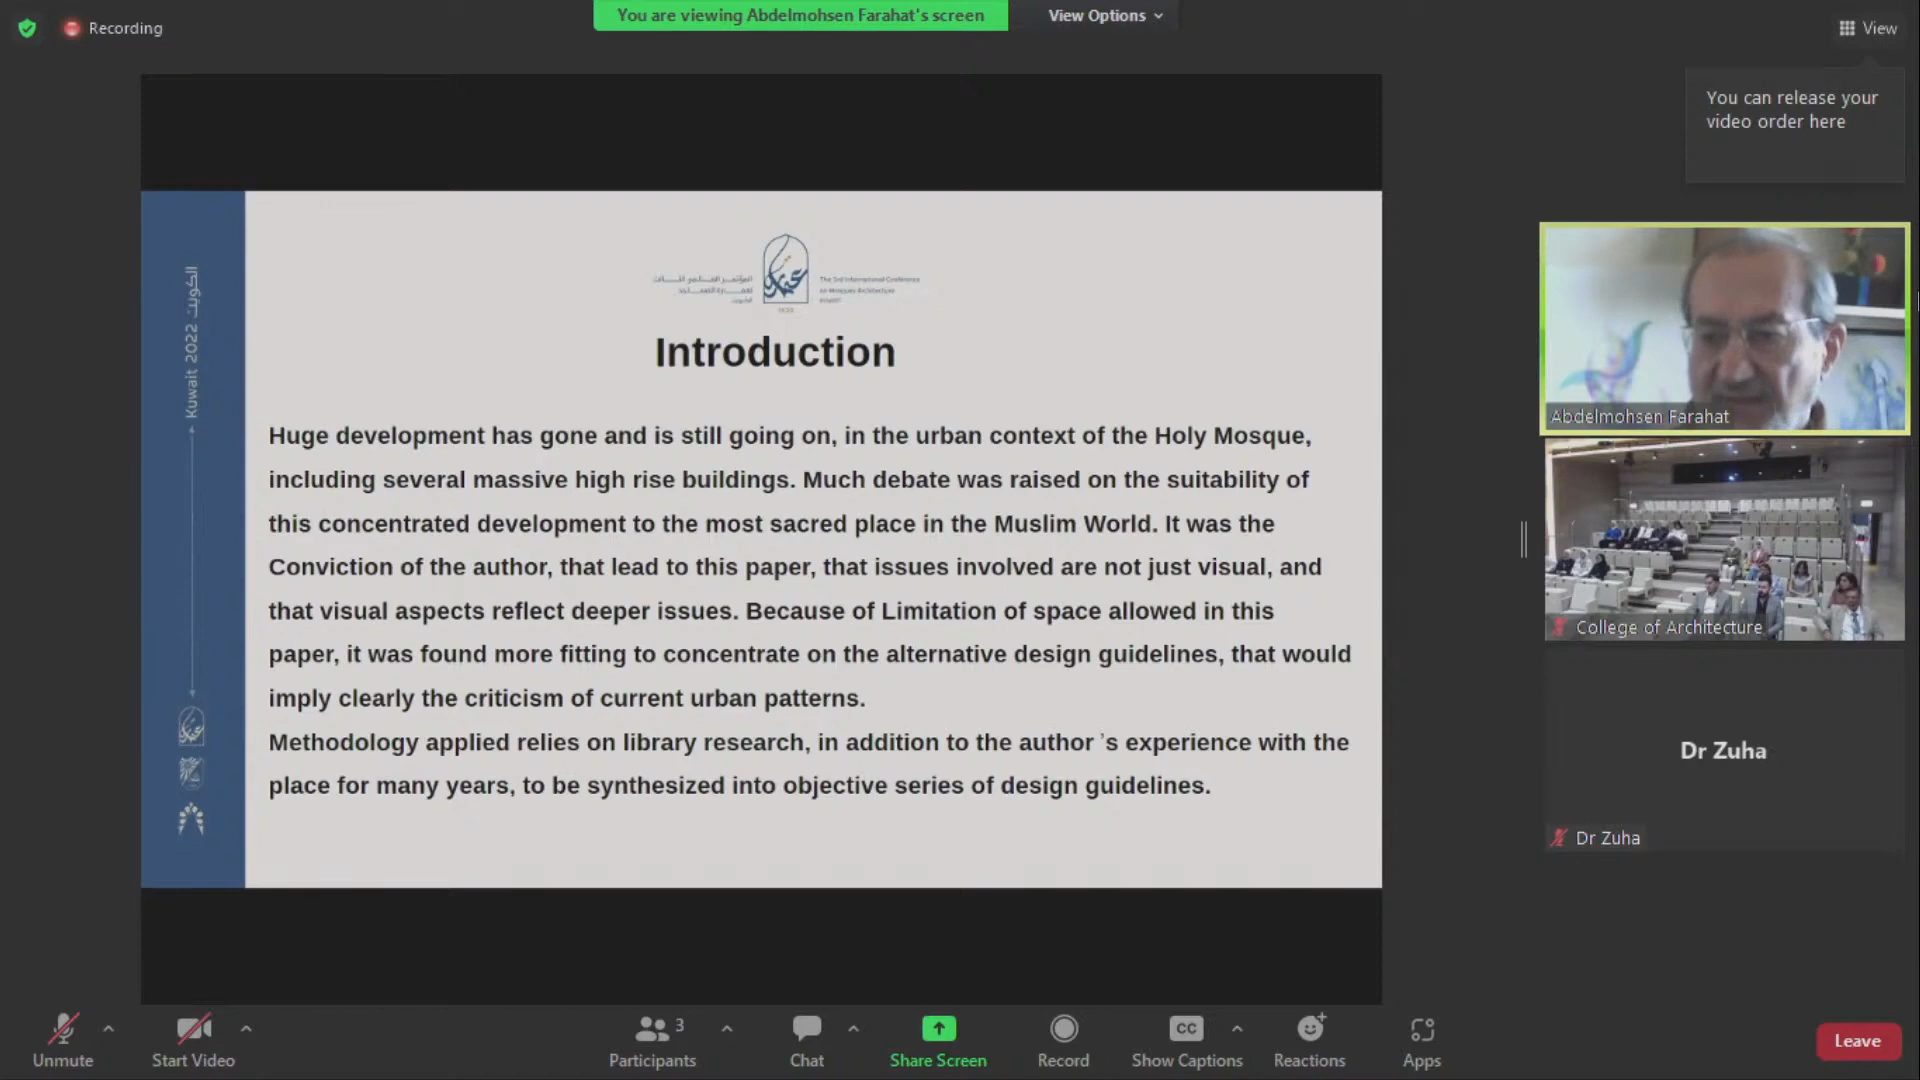 Recording
You are viewing Abdelmohsen Farahat's screen
View Options
View
You can release your
video order here
Kuwait 2022 الكويت
The 3rd International Conference
on Mosques Architecture
Introduction
Huge development has gone and is still going on, in the urban context of the Holy Mosque,
including several massive high rise buildings. Much debate was raised on the suitability of
this concentrated development to the most sacred place in the Muslim World. It was the
Conviction of the author, that lead to this paper, that issues involved are not just visual, and
that visual aspects reflect deeper issues. Because of Limitation of space allowed in this
paper, it was found more fitting to concentrate on the alternative design guidelines, that would
imply clearly the criticism of current urban patterns.
Methodology applied relies on library research, in addition to the author 's experience with the
place for many years, to be synthesized into objective series of design guidelines.
Abdelmohsen Farahat
College of Architecture
Dr Zuha
Dr Zuha
Unmute
Start Video
Participants
3
Chat
Share Screen
Record
CC
Show Captions
Reactions
Apps
Leave